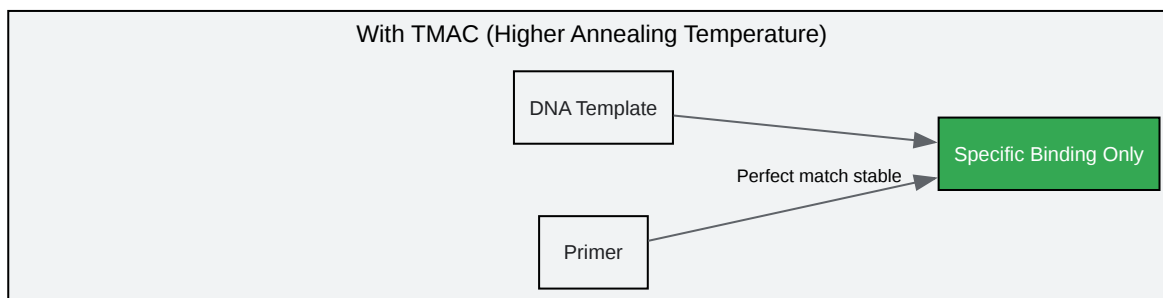 With TMAC (Higher Annealing Temperature)
DNA Template
Specific Binding Only
Perfect match stable
Primer